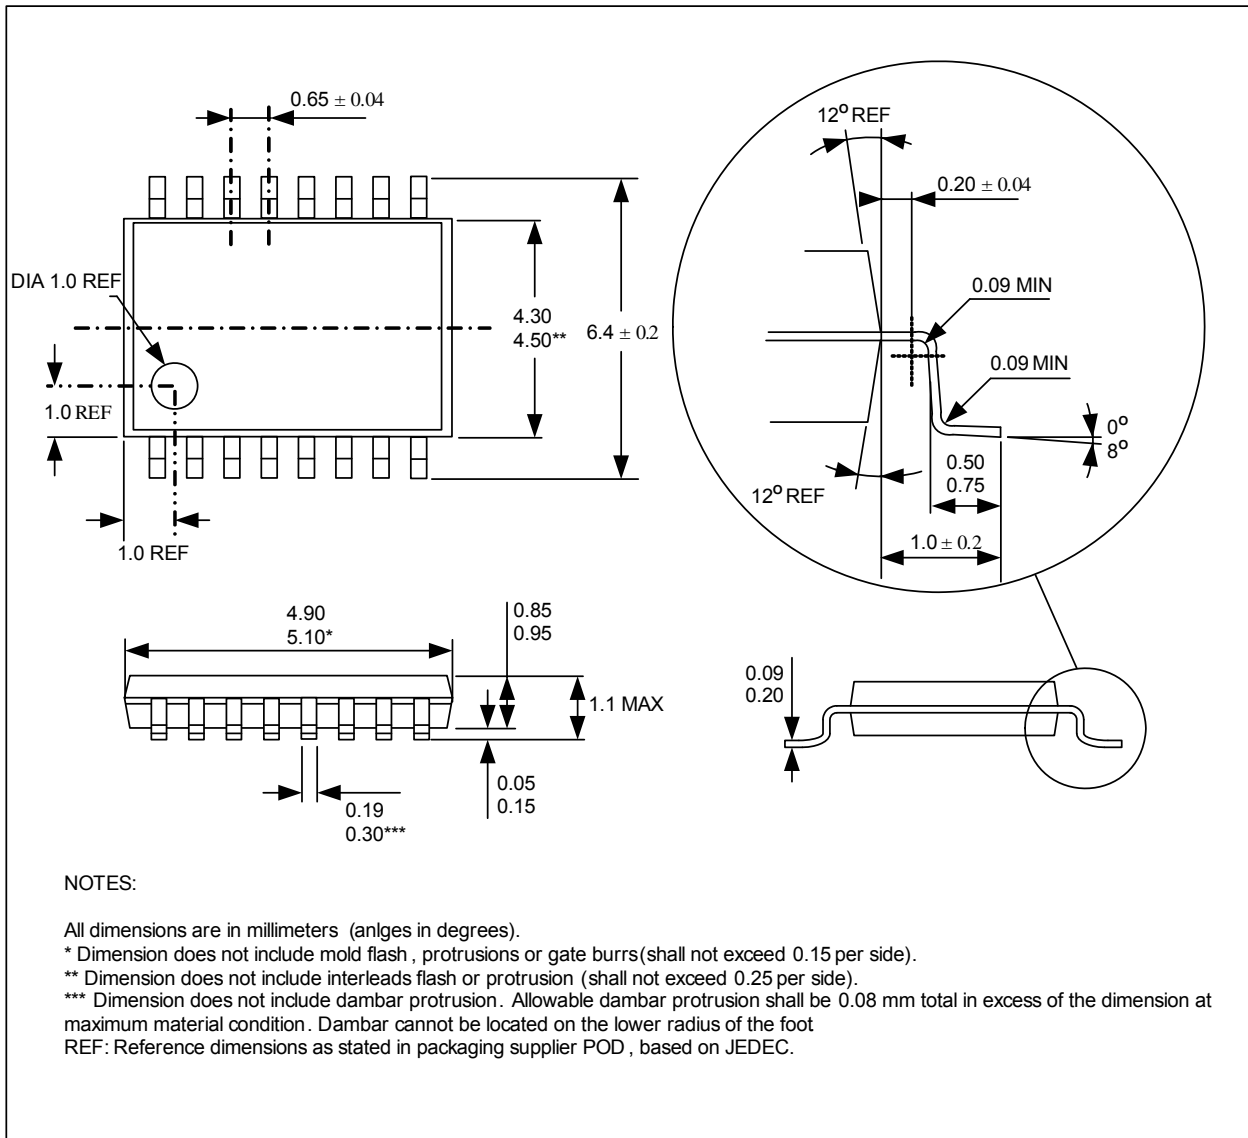 0.65 ± 0.04
DIA 1.0 REF
4.30
4.50**
6.4 ± 0.2
1.0 REF
1.0 REF
12° REF
0.20 ± 0.04
0.09 MIN
0.09 MIN
0°
8°
0.50
0.75
12° REF
1.0 ± 0.2
4.90
5.10*
0.85
0.95
1.1 MAX
0.05
0.15
0.19
0.30***
0.09
0.20
NOTES:
All dimensions are in millimeters (anlges in degrees).
* Dimension does not include mold flash, protrusions or gate burrs(shall not exceed 0.15 per side).
** Dimension does not include interleads flash or protrusion (shall not exceed 0.25 per side).
*** Dimension does not include dambar protrusion. Allowable dambar protrusion shall be 0.08 mm total in excess of the dimension at
maximum material condition. Dambar cannot be located on the lower radius of the foot
REF: Reference dimensions as stated in packaging supplier POD, based on JEDEC.